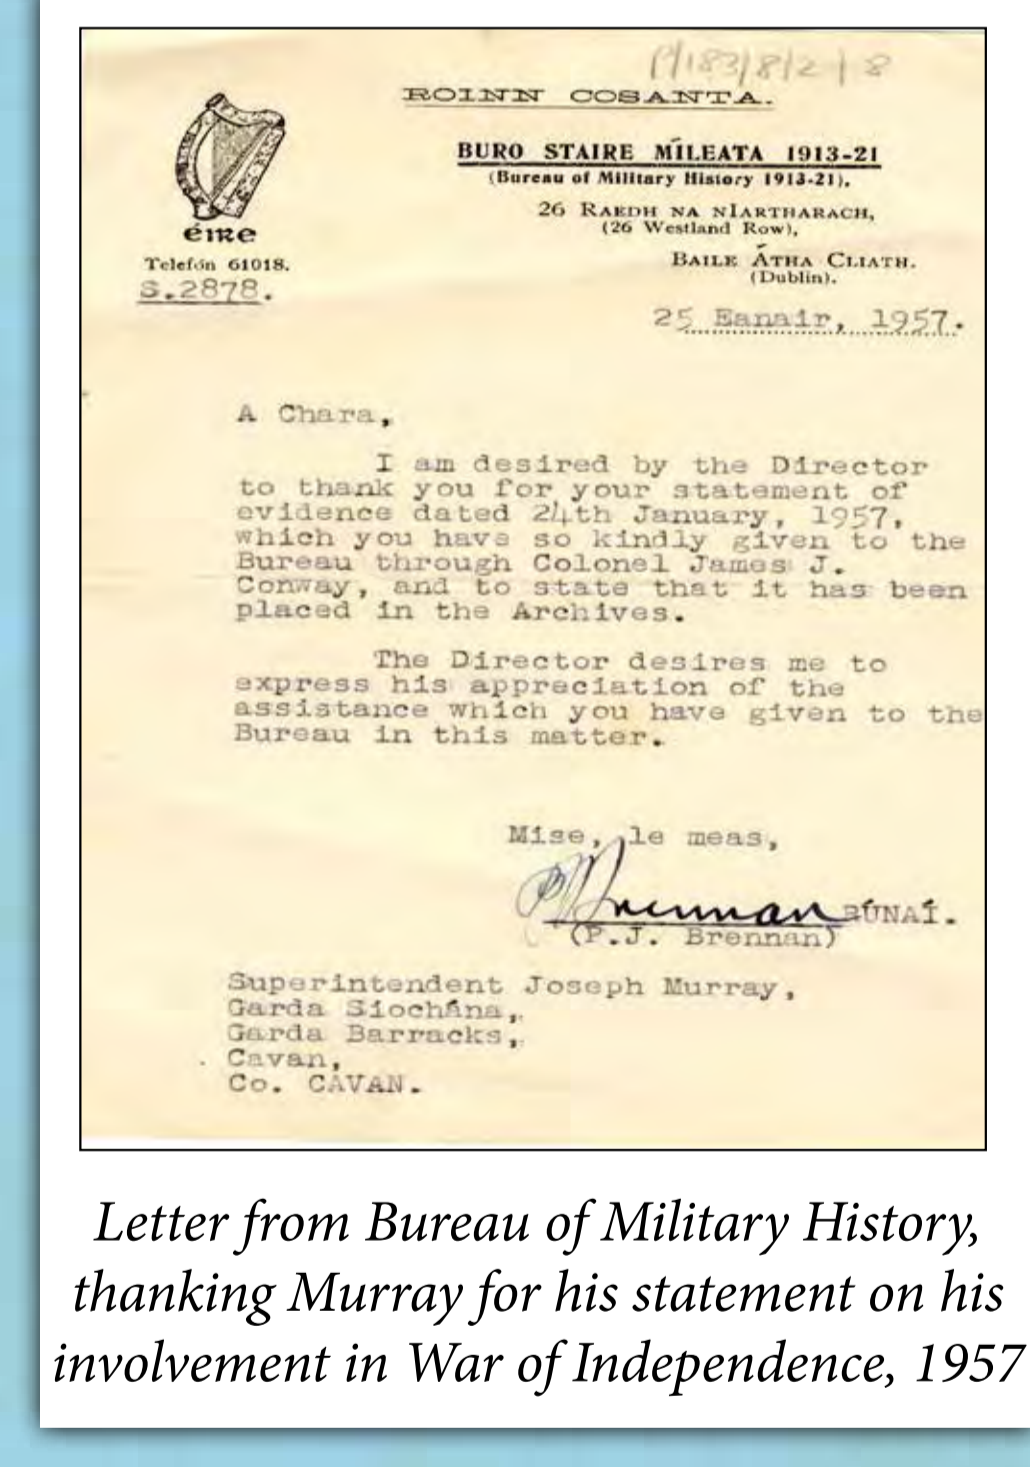 P/183/8/2/8
ROINN COSANTA.
BURO STAIRE MÍLEATA 1913-21
(Bureau of Military History 1913-21).
26 RAEDH NA NIARTHARACH,
(26 Westland Row),
BAILE ÁTHA CLIATH.
(Dublin).
éire
Telefón 61018.
S.2878.
25 Eanair, 1957.
A Chara,
I am desired by the Director
to thank you for your statement of
evidence dated 24th January, 1957,
which you have so kindly given to the
Bureau through Colonel James J.
Conway, and to state that it has been
placed in the Archives.
The Director desires me to
express his appreciation of the
assistance which you have given to the
Bureau in this matter.
Mise, le meas,
PJBrennan RÚNAÍ.
(P.J. Brennan)
Superintendent Joseph Murray,
Garda Síochána,
Garda Barracks,
Cavan,
Co. CAVAN.
Letter from Bureau of Military History,
thanking Murray for his statement on his
involvement in War of Independence, 1957